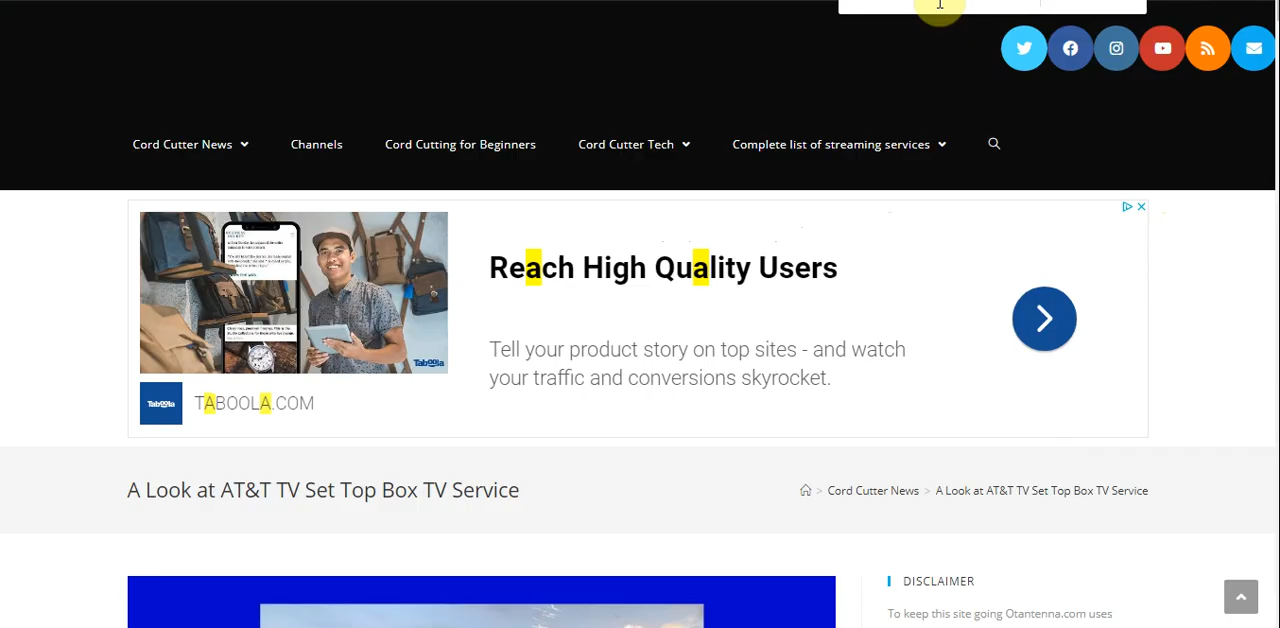 Cord Cutter News
Channels
Cord Cutting for Beginners
Cord Cutter Tech
Complete list of streaming services
Reach High Quality Users
Tell your product story on top sites - and watch
your traffic and conversions skyrocket.
Taboola
Taboola
TABOOLA.COM
A Look at AT&T TV Set Top Box TV Service
> Cord Cutter News > A Look at AT&T TV Set Top Box TV Service
DISCLAIMER
To keep this site going Otantenna.com uses